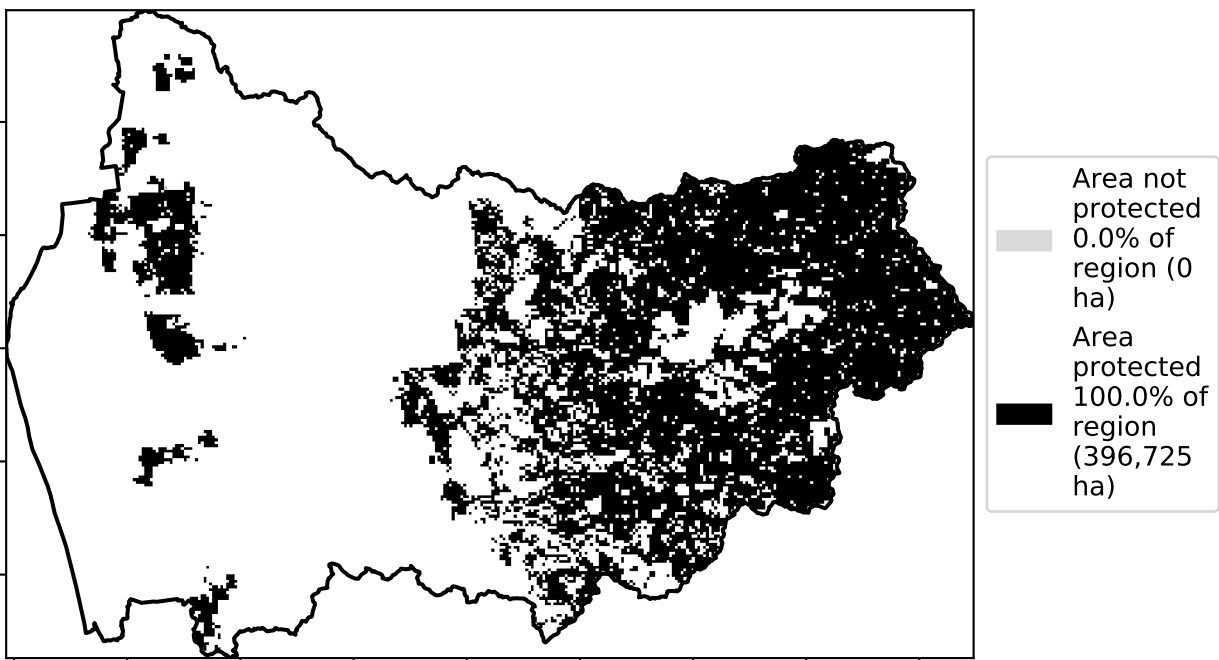 Area not
protected
0.0% of
region (0
ha)
Area
protected
100.0% of
region
(396,725
ha)